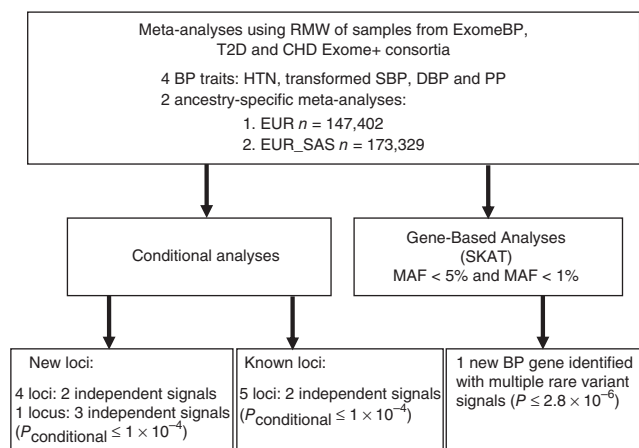 Meta-analyses using RMW of samples from ExomeBP,
T2D and CHD Exome+ consortia
4 BP traits: HTN, transformed SBP, DBP and PP
2 ancestry-specific meta-analyses:
1. EUR n = 147,402
2. EUR_SAS n = 173,329
Conditional analyses
Gene-Based Analyses
(SKAT)
MAF < 5% and MAF < 1%
New loci:
4 loci: 2 independent signals
1 locus: 3 independent signals
(Pconditional ≤ 1 × 10⁻⁴)
Known loci:
5 loci: 2 independent signals
(Pconditional ≤ 1 × 10⁻⁴)
1 new BP gene identified
with multiple rare variant
signals (P ≤ 2.8 × 10⁻⁶)